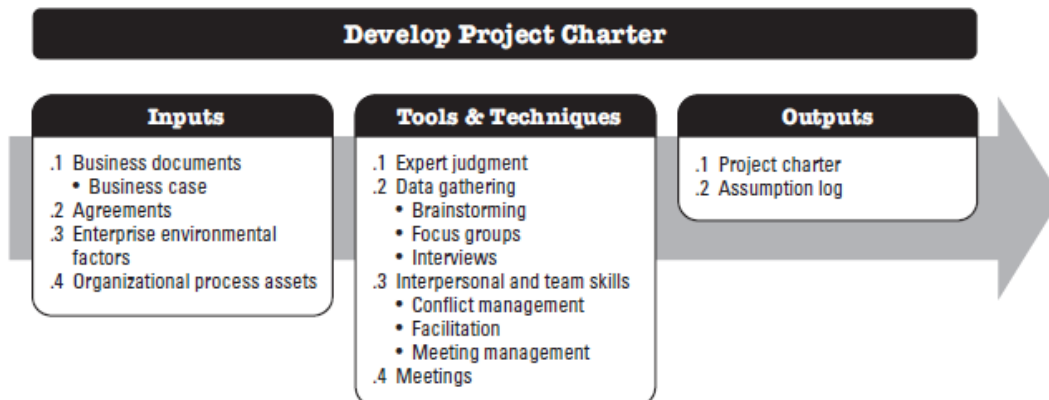 Develop Project Charter
Inputs
.1 Business documents
• Business case
.2 Agreements
.3 Enterprise environmental
factors
.4 Organizational process assets
Tools & Techniques
.1 Expert judgment
.2 Data gathering
• Brainstorming
• Focus groups
• Interviews
.3 Interpersonal and team skills
• Conflict management
• Facilitation
• Meeting management
.4 Meetings
Outputs
.1 Project charter
.2 Assumption log